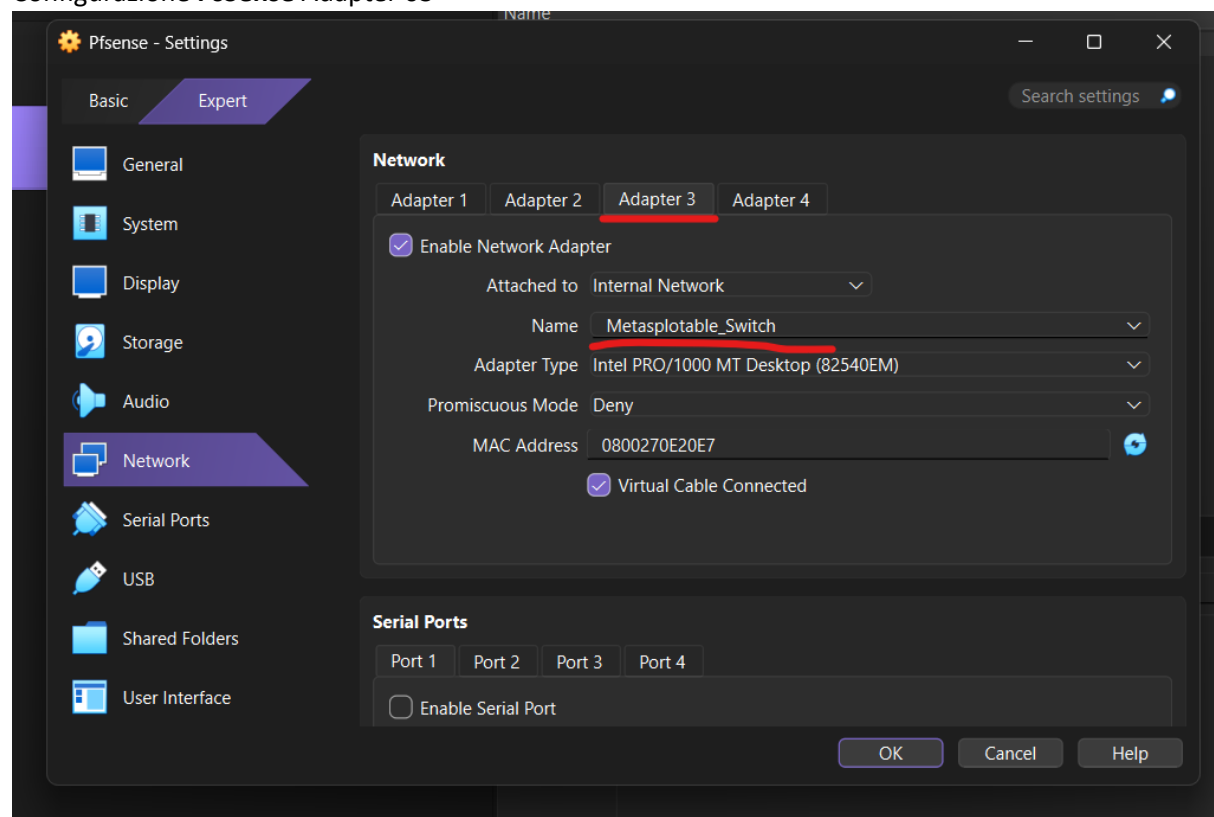 Name
Pfsense - Settings
Basic Expert Search settings
General
System
Display
Storage
Audio
Network
Serial Ports
USB
Shared Folders
User Interface
Network
Adapter 1 Adapter 2 Adapter 3 Adapter 4
Enable Network Adapter
Attached to Internal Network
Name Metasplotable_Switch
Adapter Type Intel PRO/1000 MT Desktop (82540EM)
Promiscuous Mode Deny
MAC Address 0800270E20E7
Virtual Cable Connected
Serial Ports
Port 1 Port 2 Port 3 Port 4
Enable Serial Port
OK Cancel Help